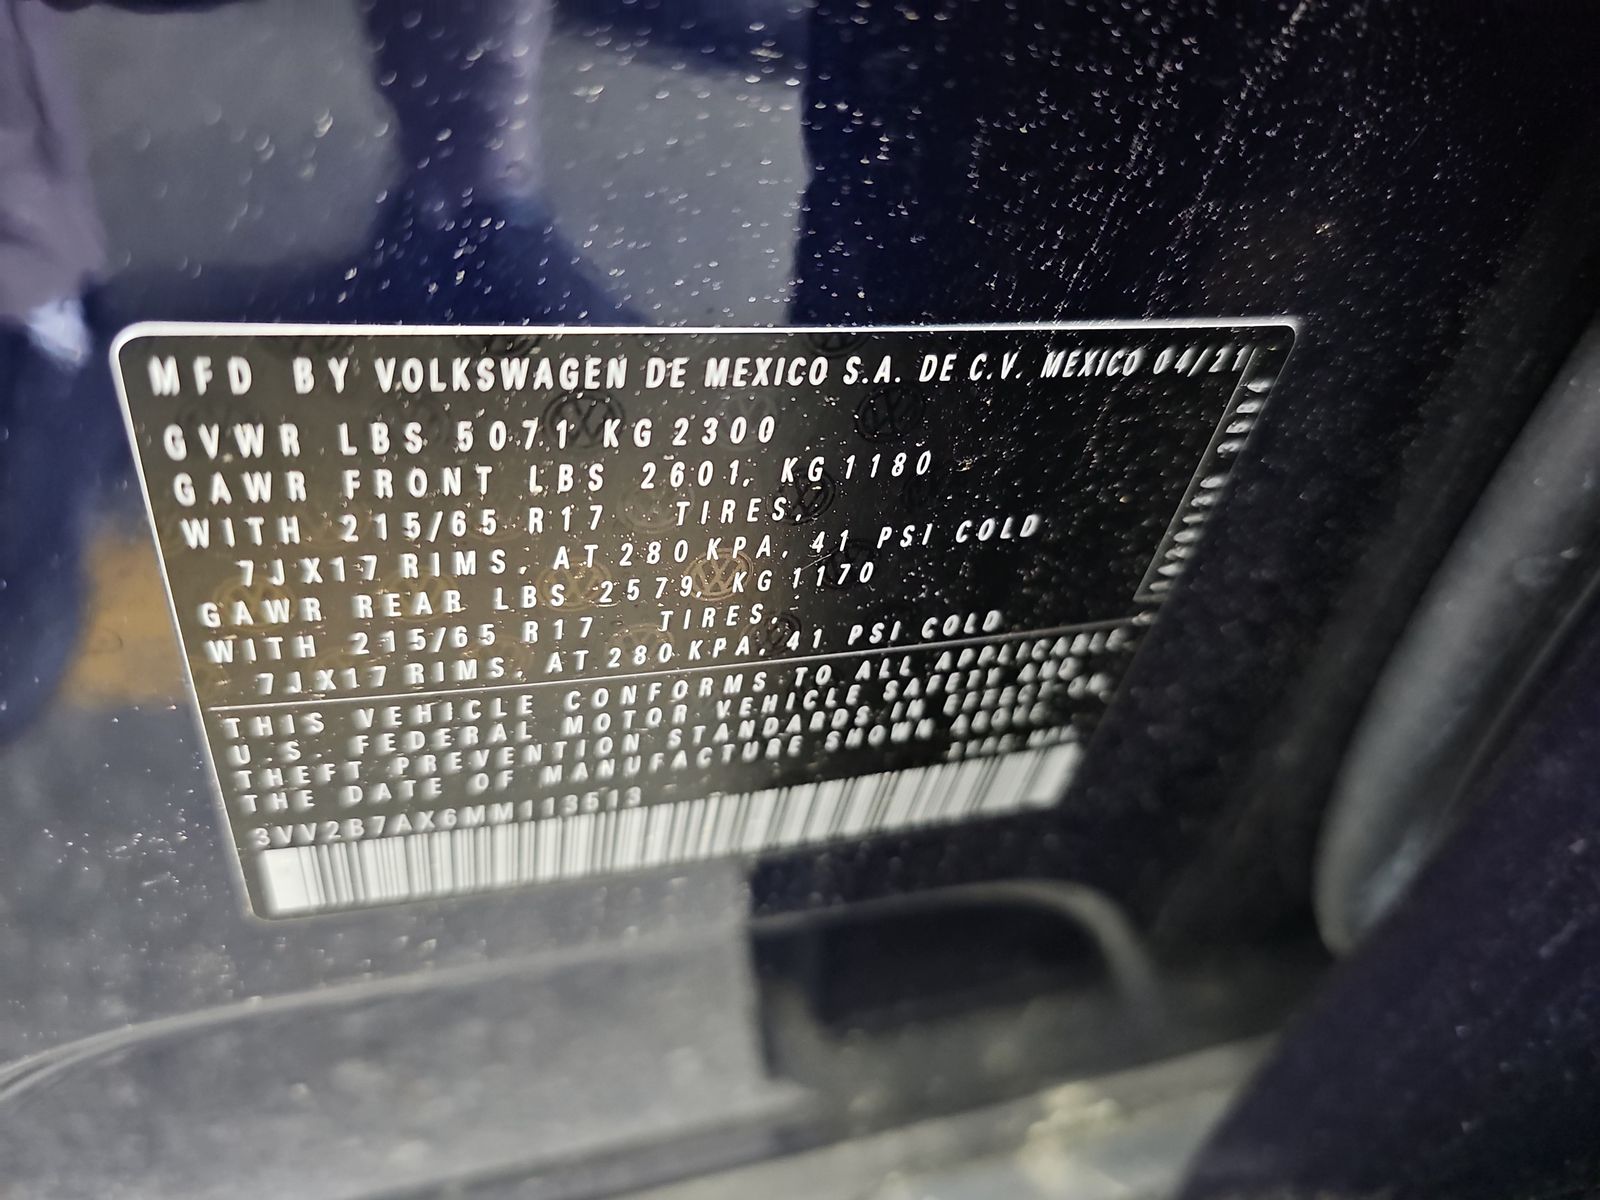 MFD BY VOLKSWAGEN DE MEXICO S.A. DE C.V. MEXICO 04/21
GVWR LBS 5071 KG 2300
GAWR FRONT LBS 2601, KG 1180
WITH 215/65 R17 TIRES,
7JX17 RIMS, AT 280 KPA, 41 PSI COLD
GAWR REAR LBS 2579, KG 1170
WITH 215/65 R17 TIRES,
7JX17 RIMS, AT 280 KPA, 41 PSI COLD
THIS VEHICLE CONFORMS TO ALL APPLICABLE
U.S. FEDERAL MOTOR VEHICLE SAFETY AND
THEFT PREVENTION STANDARDS IN EFFECT ON
THE DATE OF MANUFACTURE SHOWN ABOVE
3VV2B7AX6MM113513